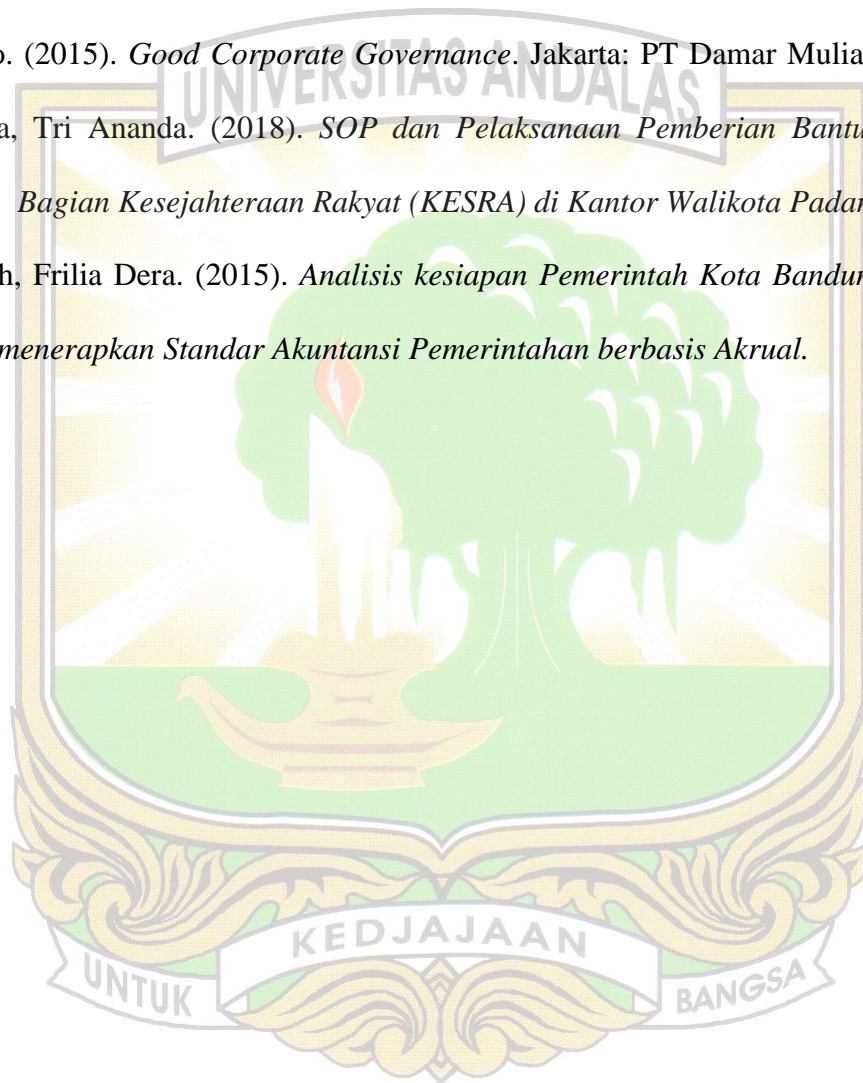 UNIVERSITAS ANDALAS
o. (2015). Good Corporate Governance. Jakarta: PT Damar Mulia
a, Tri Ananda. (2018). SOP dan Pelaksanaan Pemberian Bantu
Bagian Kesejahteraan Rakyat (KESRA) di Kantor Walikota Padan
h, Frilia Dera. (2015). Analisis kesiapan Pemerintah Kota Bandun
menerapkan Standar Akuntansi Pemerintahan berbasis Akrual.
KEDJAJAAN
UNTUK BANGSA